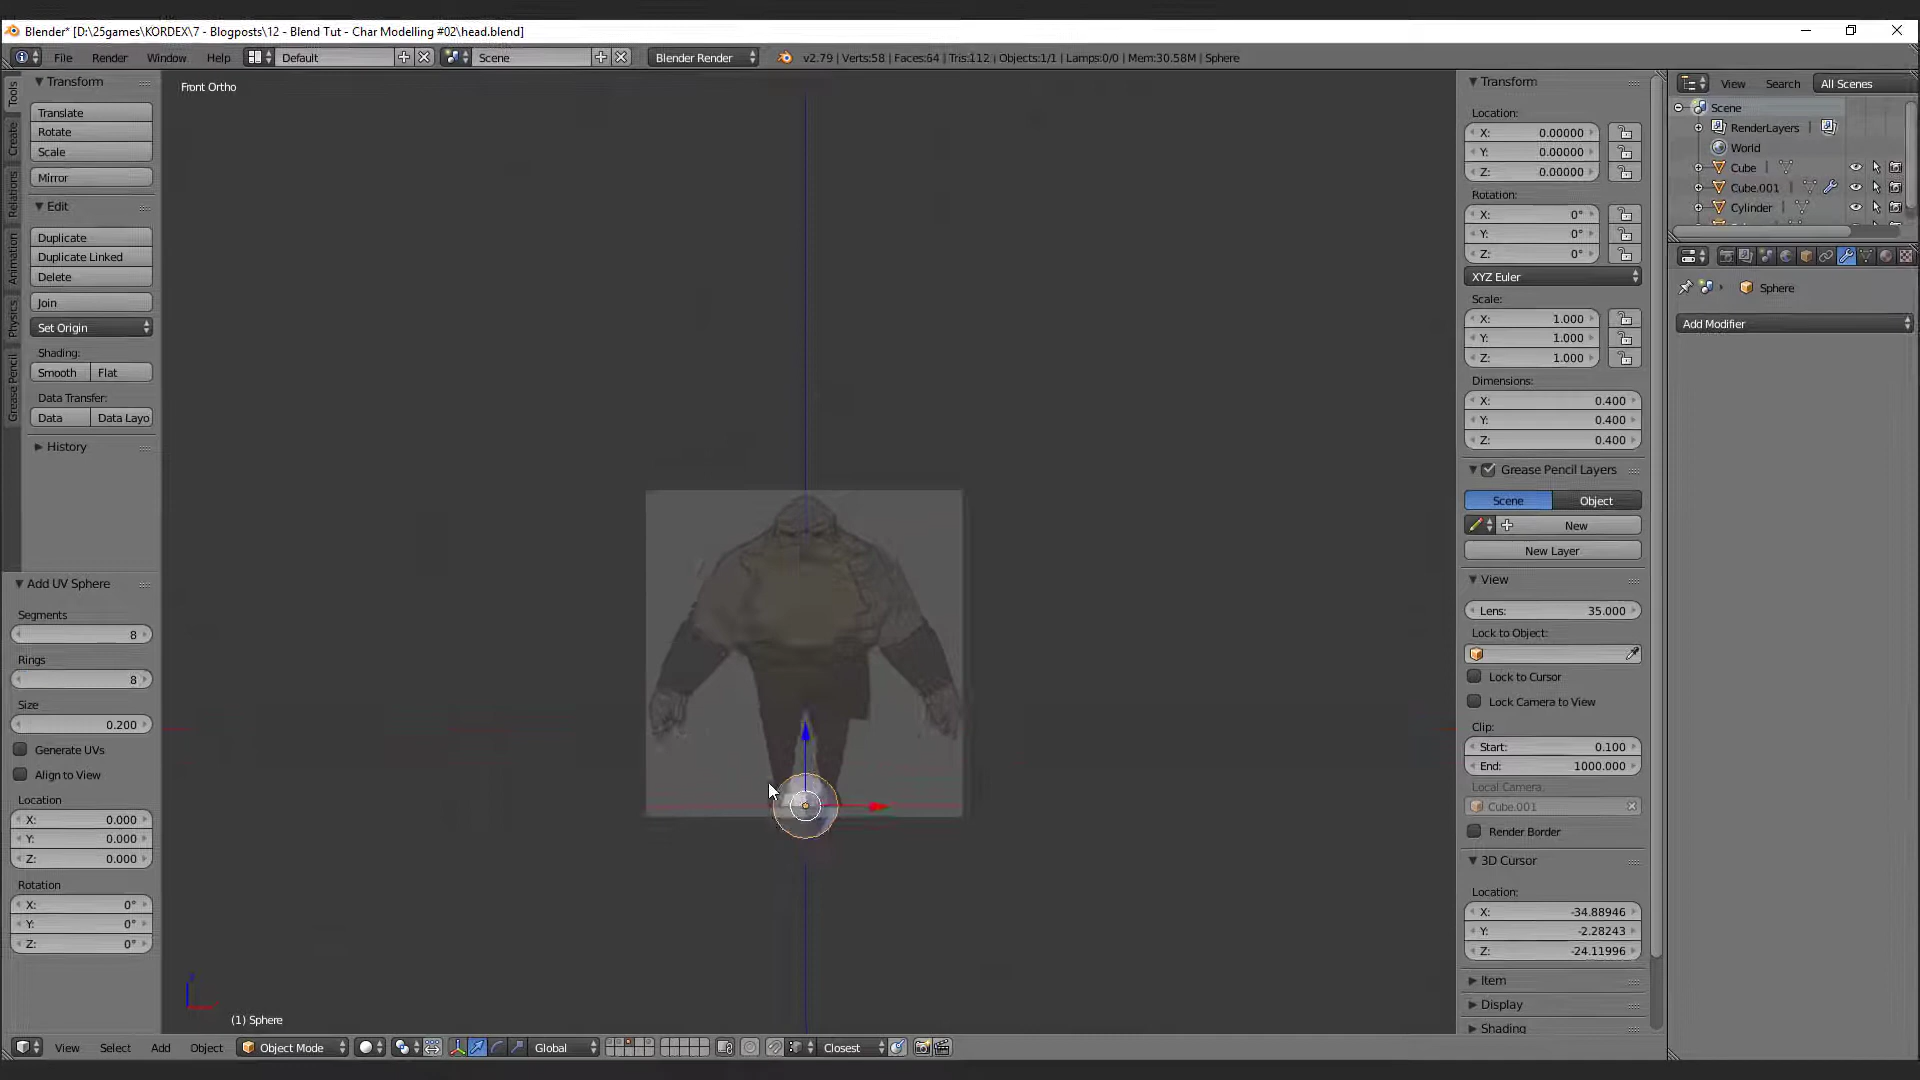 Blender* [D:\25games\KORDEX\7 - Blogposts\12 - Blend Tut - Char Modelling #02\head.blend]
File Render Window Help Default Scene Blender Render v2.79 | Verts:58 | Faces:64 | Tris:112 | Objects:1/1 | Lamps:0/0 | Mem:30.58M | Sphere
Tools
Create
Relations
Animation
Physics
Grease Pencil
Transform
Translate
Rotate
Scale
Mirror
Edit
Duplicate
Duplicate Linked
Delete
Join
Set Origin
Shading:
Smooth Flat
Data Transfer:
Data Data Layo
History
Add UV Sphere
Segments
8
Rings
8
Size
0.200
Generate UVs
Align to View
Location
X: 0.000
Y: 0.000
Z: 0.000
Rotation
X: 0°
Y: 0°
Z: 0°
Front Ortho
(1) Sphere
View Select Add Object Object Mode Global Closest
Transform
Location:
X: 0.00000
Y: 0.00000
Z: 0.00000
Rotation:
X: 0°
Y: 0°
Z: 0°
XYZ Euler
Scale:
X: 1.000
Y: 1.000
Z: 1.000
Dimensions:
X: 0.400
Y: 0.400
Z: 0.400
Grease Pencil Layers
Scene Object
New
New Layer
View
Lens: 35.000
Lock to Object:
Lock to Cursor
Lock Camera to View
Clip:
Start: 0.100
End: 1000.000
Local Camera:
Cube.001
Render Border
3D Cursor
Location:
X: -34.88946
Y: -2.28243
Z: -24.11996
Item
Display
Shading
View Search All Scenes
Scene
RenderLayers
World
Cube
Cube.001
Cylinder
Sphere
Add Modifier